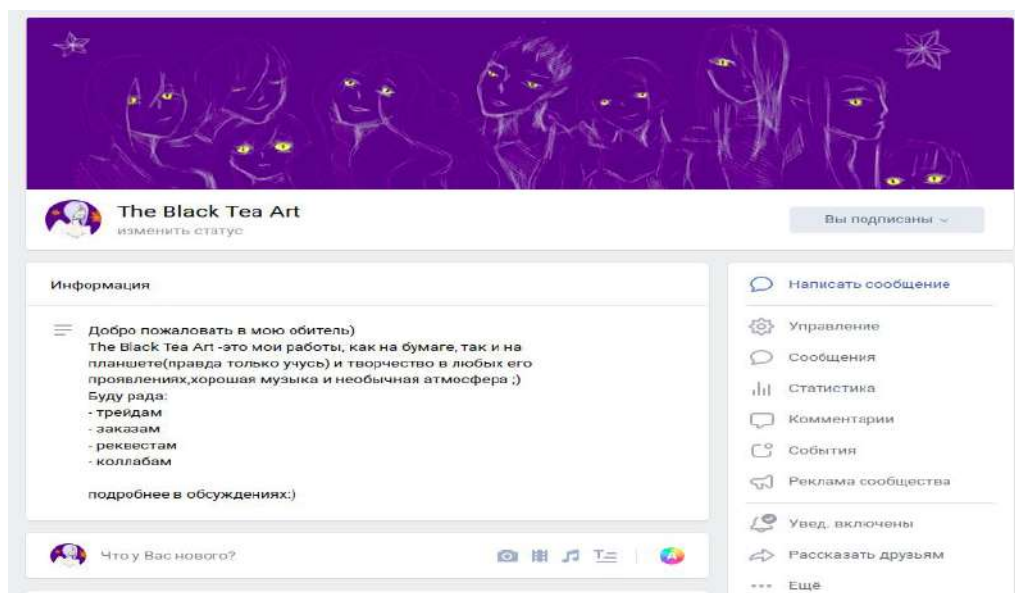 The Black Tea Art
изменить статус
Вы подписаны
Информация
Добро пожаловать в мою обитель)
The Black Tea Art -это мои работы, как на бумаге, так и на
планшете(правда только учусь) и творчество в любых его
проявлениях,хорошая музыка и необычная атмосфера ;)
Буду рада:
- трейдам
- заказам
- реквестам
- коллабам
подробнее в обсуждениях:)
Что у Вас нового?
Написать сообщение
Управление
Сообщения
Статистика
Комментарии
События
Реклама сообщества
Увед. включены
Рассказать друзьям
Ещё